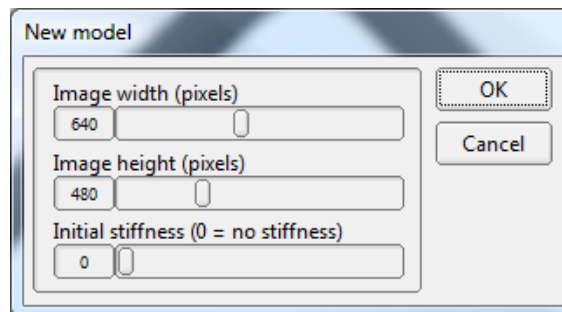 New model
Image width (pixels)
640
Image height (pixels)
480
Initial stiffness (0 = no stiffness)
0
OK
Cancel